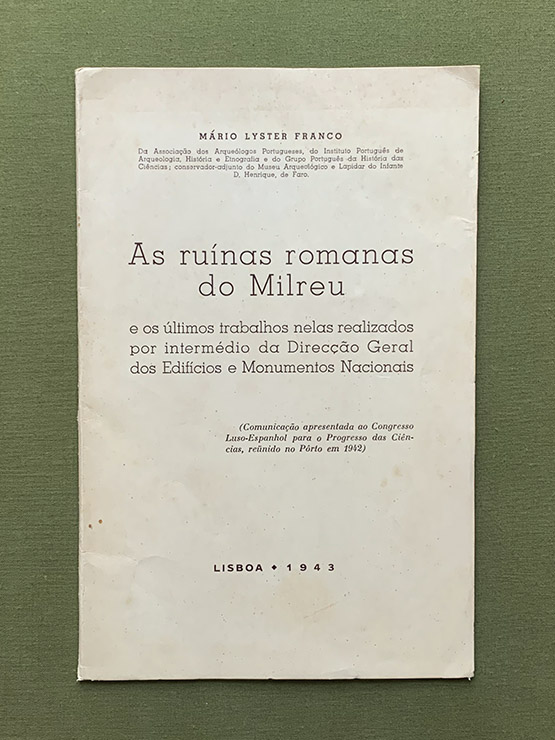 MÁRIO LYSTER FRANCO
Da Associação dos Arqueólogos Portugueses, do Instituto Português de
Arqueologia, História e Etnografia e do Grupo Português da História das
Ciências; conservador-adjunto do Museu Arqueológico e Lapidar do Infante
D. Henrique, de Faro.
As ruínas romanas
do Milreu
e os últimos trabalhos nelas realizados
por intermédio da Direcção Geral
dos Edifícios e Monumentos Nacionais
(Comunicação apresentada ao Congresso
Luso-Espanhol para o Progresso das Ciên-
cias, reünido no Pôrto em 1942)
LISBOA ◆ 1943